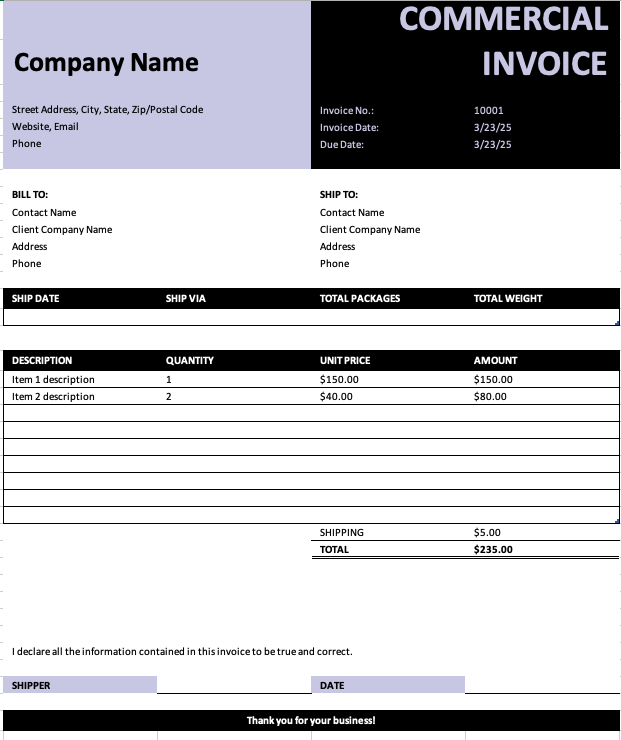 COMMERCIAL
INVOICE
Company Name
Street Address, City, State, Zip/Postal Code
Website, Email
Phone
Invoice No.: 10001
Invoice Date: 3/23/25
Due Date: 3/23/25
BILL TO: SHIP TO:
Contact Name Contact Name
Client Company Name Client Company Name
Address Address
Phone Phone
SHIP DATE SHIP VIA TOTAL PACKAGES TOTAL WEIGHT
DESCRIPTION QUANTITY UNIT PRICE AMOUNT
Item 1 description 1 $150.00 $150.00
Item 2 description 2 $40.00 $80.00
SHIPPING $5.00
TOTAL $235.00
I declare all the information contained in this invoice to be true and correct.
SHIPPER DATE
Thank you for your business!